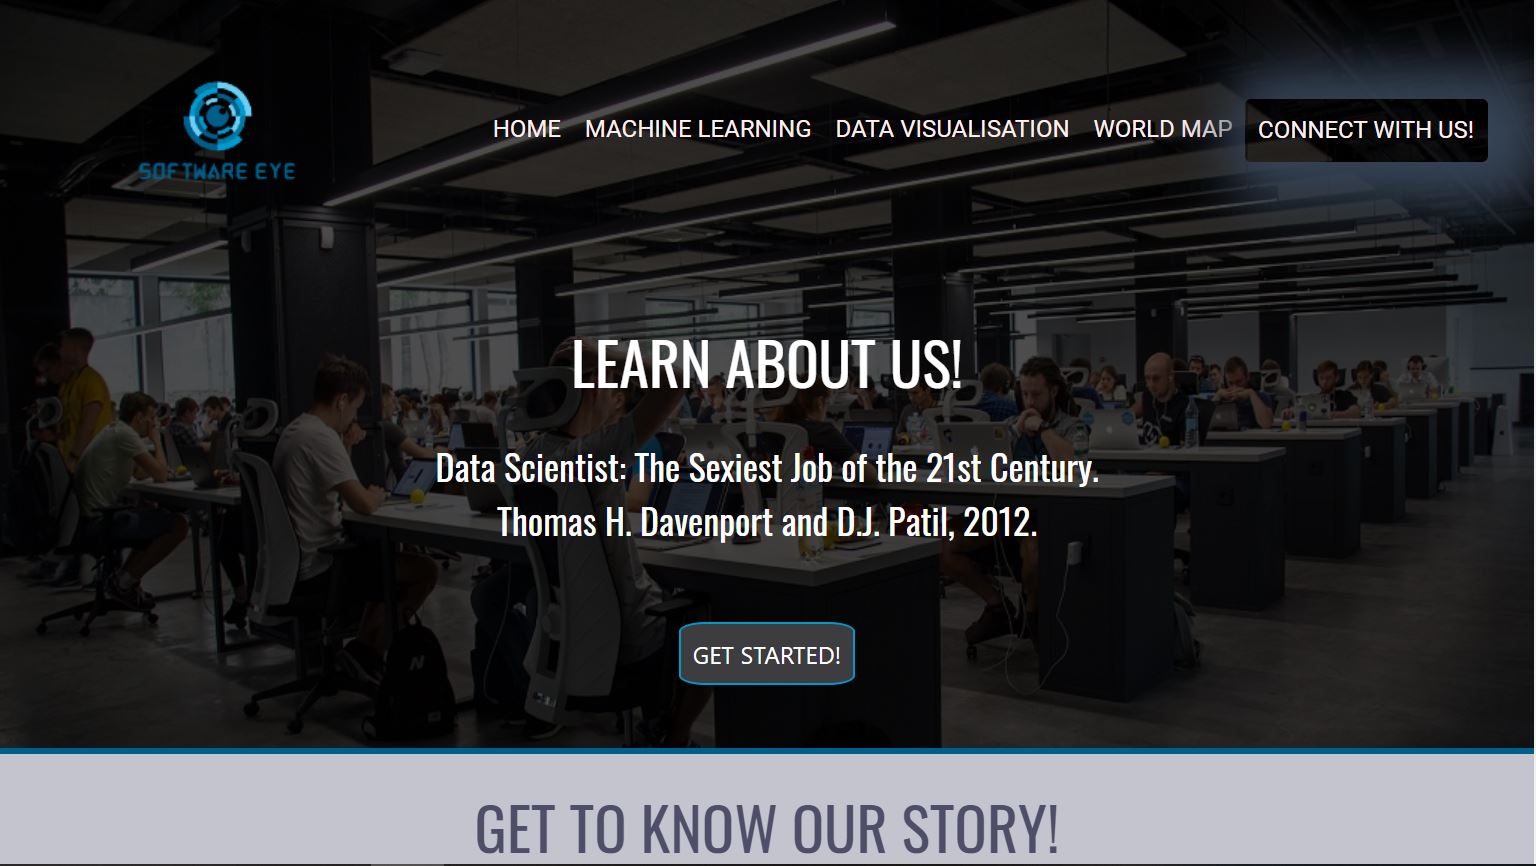 SOFTWARE EYE
HOME MACHINE LEARNING DATA VISUALISATION WORLD MAP CONNECT WITH US!
LEARN ABOUT US!
Data Scientist: The Sexiest Job of the 21st Century.
Thomas H. Davenport and D.J. Patil, 2012.
GET STARTED!
N
GET TO KNOW OUR STORY!